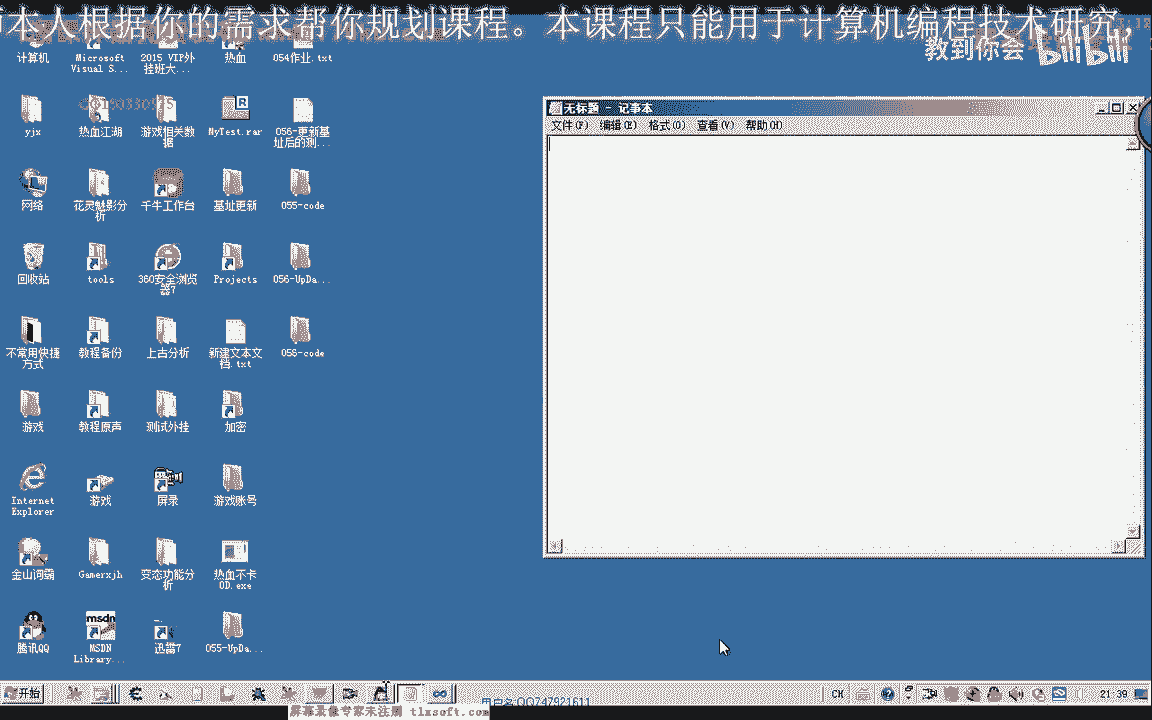 本人根据你的需求帮你规划课程。本课程只能用于计算机编程技术研究，
教到你会 bilibili
计算机
Microsoft
Visual S...
2015 VIP外
挂班大...
热血
054作业.txt
yjx
热血江湖
游戏相关数
据
MyTest.rar
056-更新基
址后的测...
网络
花灵魅影分
析
千牛工作台
基址更新
055-code
回收站
tools
360安全浏览
器7
Projects
056-UpDa...
不常用快捷
方式
教程备份
上古分析
新建文本文
档.txt
056-code
游戏
教程原声
测试外挂
加密
Internet
Explorer
游戏
屏录
游戏账号
金山词霸
Gamerxjh
变态功能分
析
热血不卡
OD.exe
腾讯QQ
msdn
MSDN
Library...
迅雷7
055-UpDa...
无标题 - 记事本
文件(F) 编辑(E) 格式(O) 查看(V) 帮助(H)
开始
用户名:QQ747921611
CH
21:39
屏幕录像专家未注册 tlxsoft.com